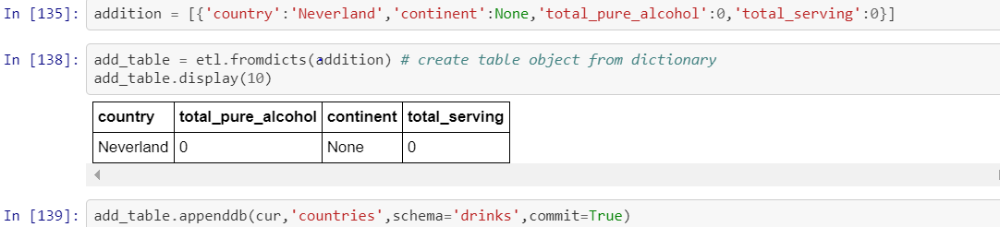 In [135]: addition = [{'country':'Neverland','continent':None,'total_pure_alcohol':0,'total_serving':0}]
In [138]: add_table = etl.fromdicts(addition) # create table object from dictionary
add_table.display(10)
country total_pure_alcohol continent total_serving
Neverland 0 None 0
In [139]: add_table.appenddb(cur,'countries',schema='drinks',commit=True)